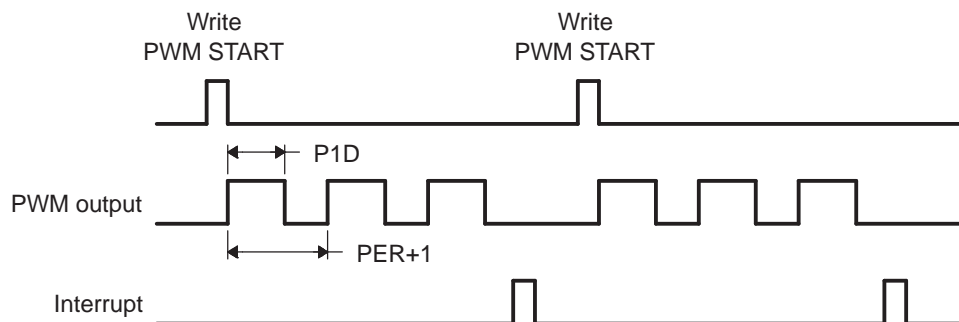 Write
PWM START
Write
PWM START
P1D
PWM output
PER+1
Interrupt